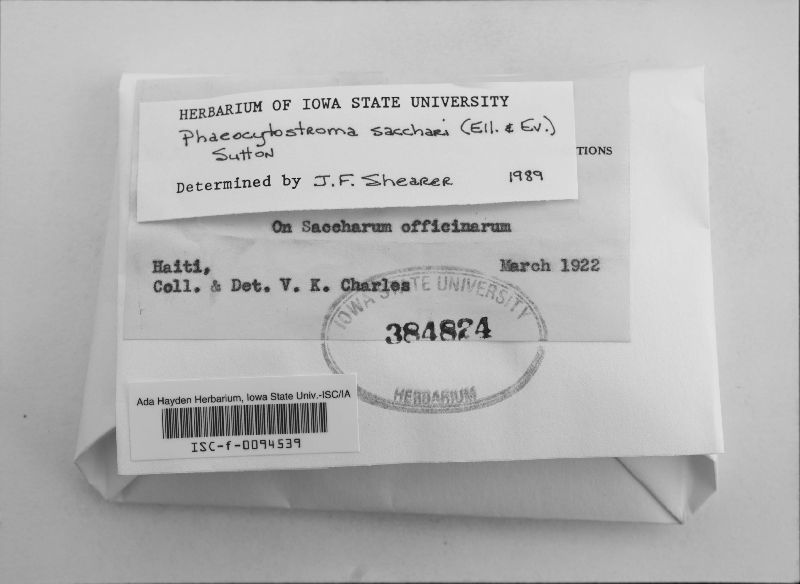 HERBARIUM OF IOWA STATE UNIVERSITY
Phaeocytostroma sacchari (Ell. & Ev.)
Sutton
Determined by J.F. Shearer 1989
TIONS
On Saccharum officinarum
Haiti, March 1922
Coll. & Det. V. K. Charles
IOWA STATE UNIVERSITY
384824
HERBARIUM
Ada Hayden Herbarium, Iowa State Univ.-ISC/IA
ISC-f-0094539